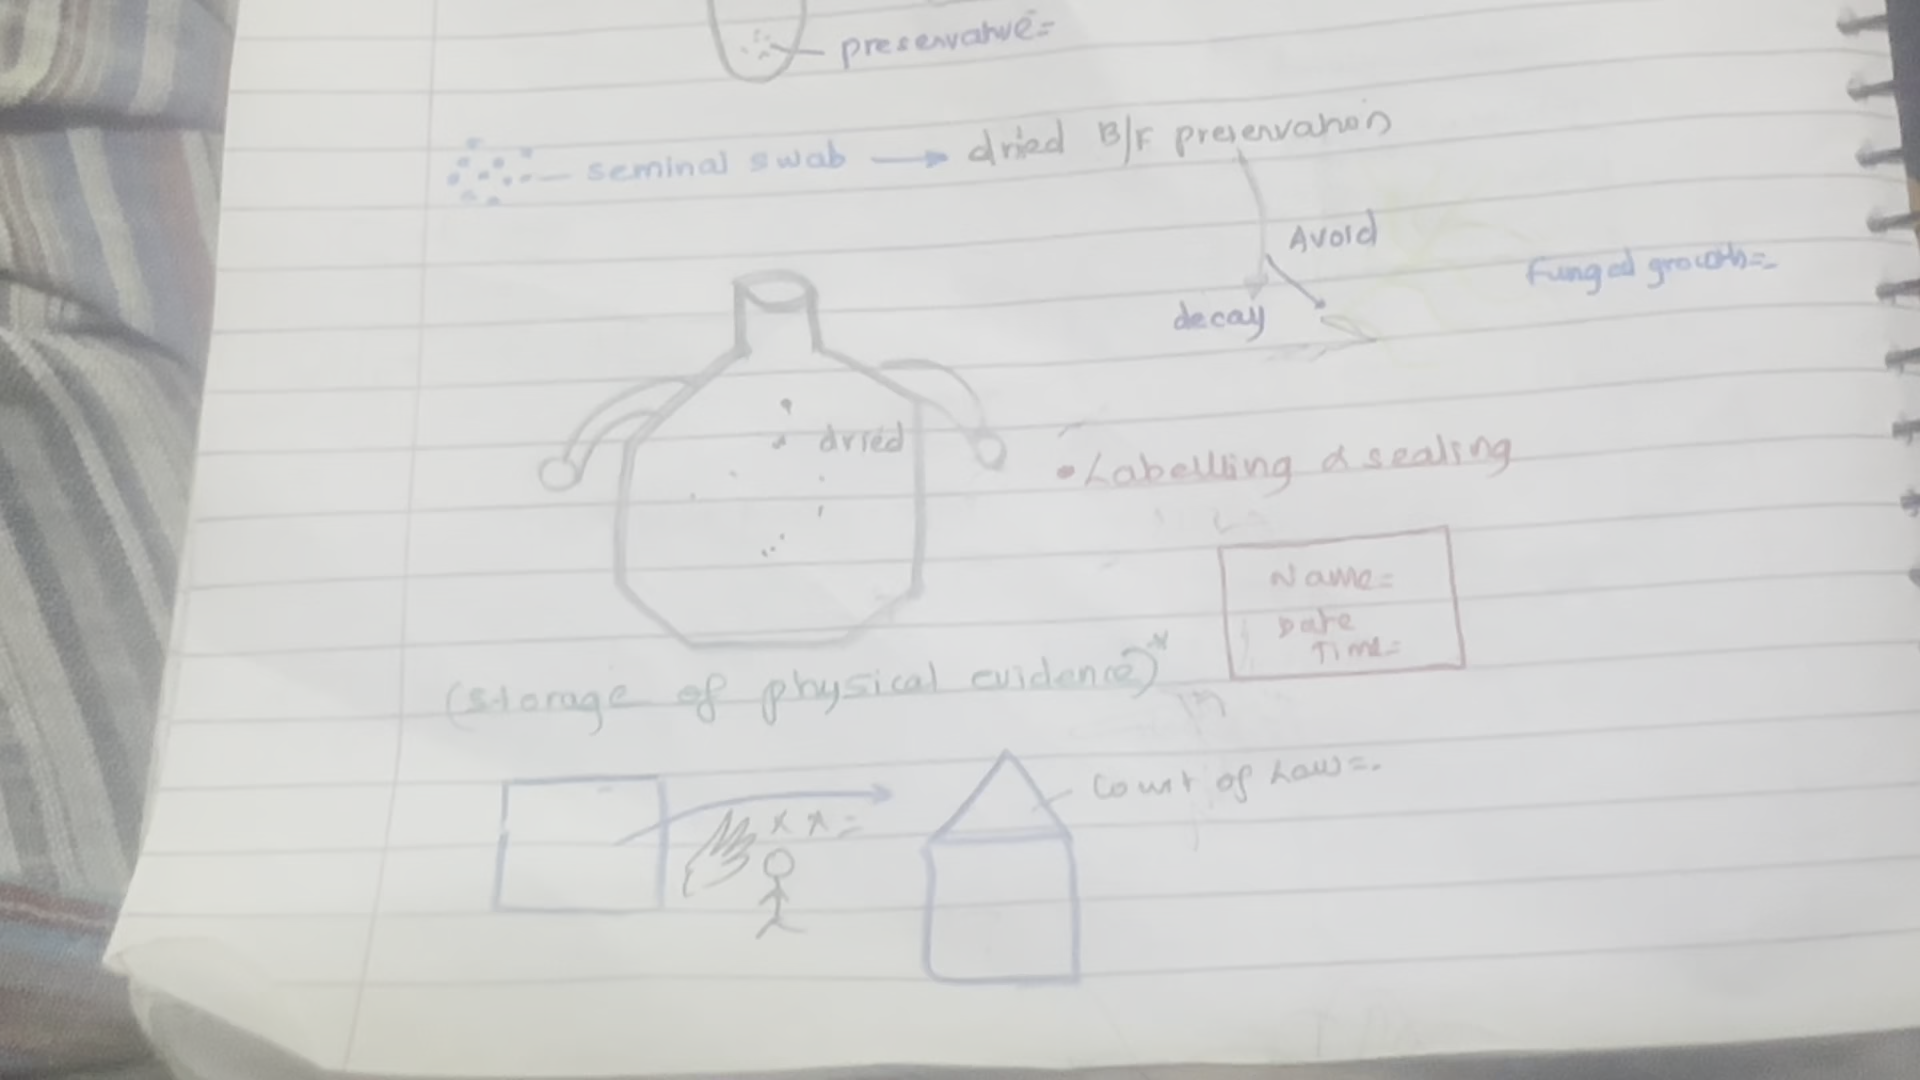 preservative=
seminal swab → dried B/F preservation
Avoid
decay
Fungal growth=
dried
•Labelling & sealing
Name=
Date
Time=
(storage of physical evidence)*
x x =
Court of Law=.